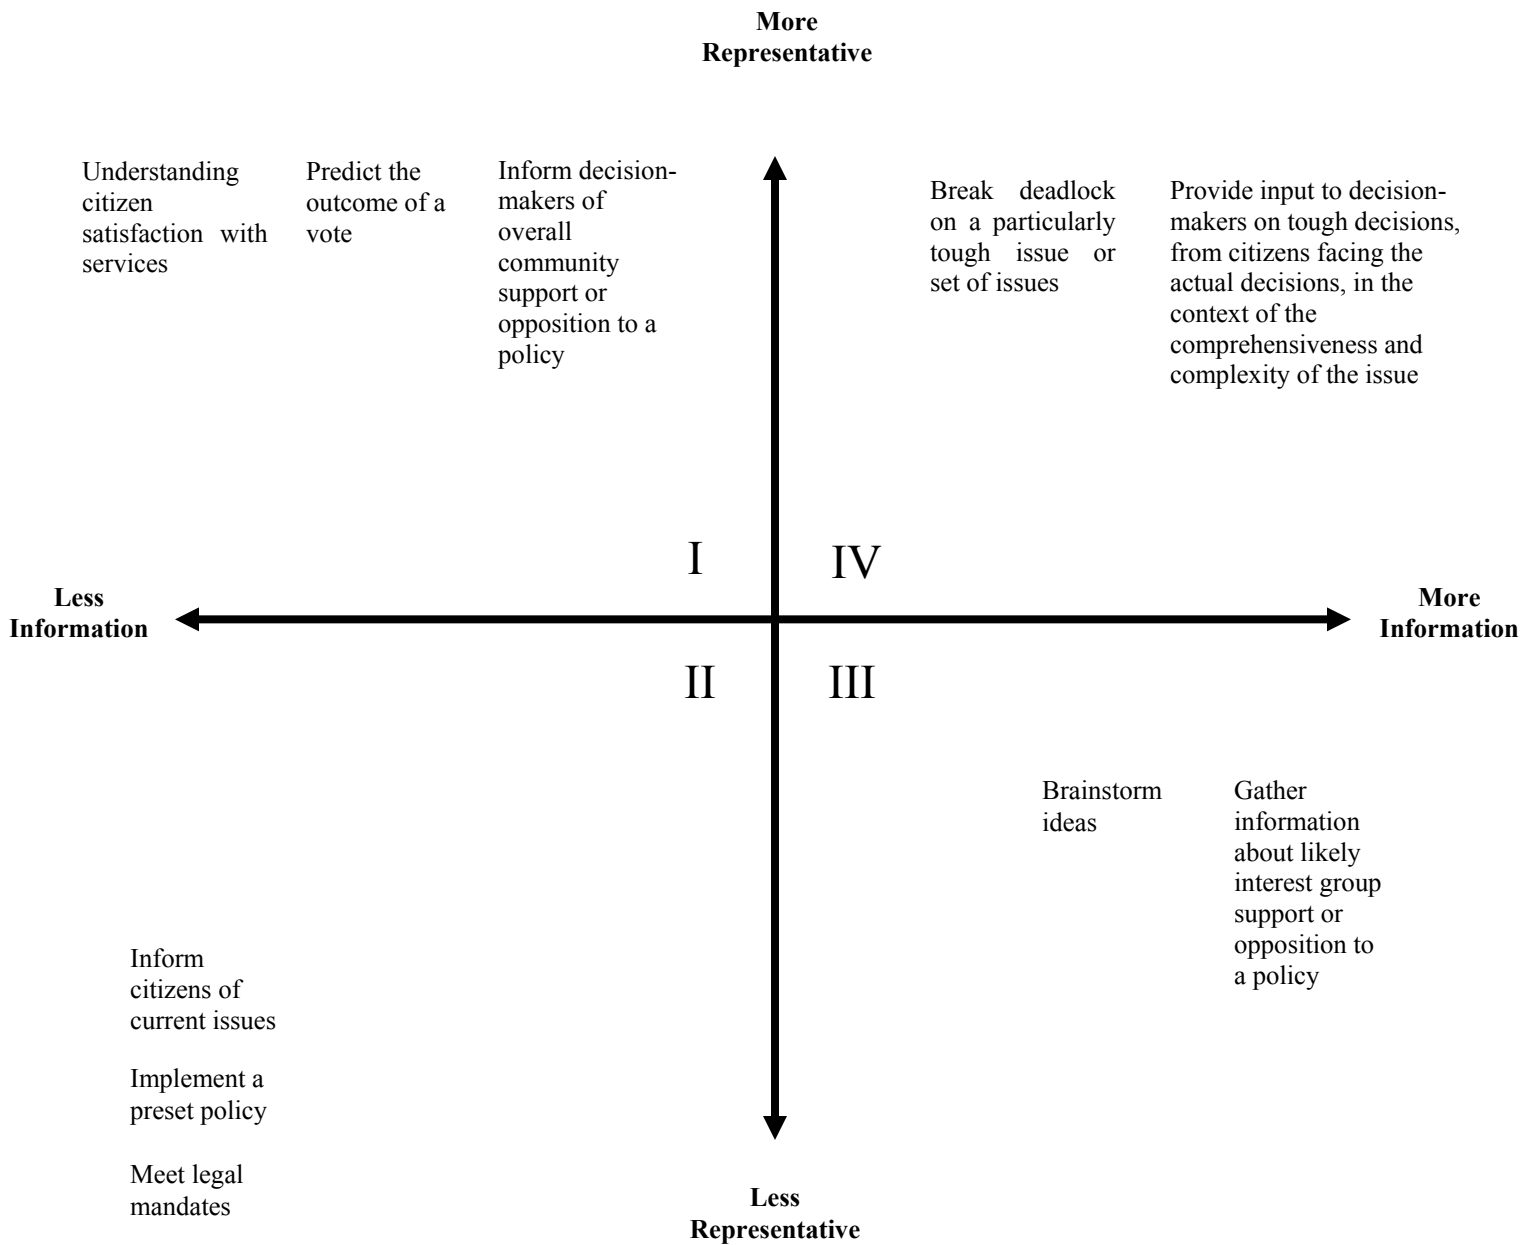 More
Representative
Understanding
citizen
satisfaction with
services
Predict the
outcome of a
vote
Inform decision-
makers of
overall
community
support or
opposition to a
policy
Break deadlock
on a particularly
tough issue or
set of issues
Provide input to decision-
makers on tough decisions,
from citizens facing the
actual decisions, in the
context of the
comprehensiveness and
complexity of the issue
I
IV
Less
Information
More
Information
II
III
Brainstorm
ideas
Gather
information
about likely
interest group
support or
opposition to
a policy
Inform
citizens of
current issues
Implement a
preset policy
Meet legal
mandates
Less
Representative